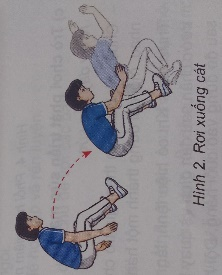 Hình 2. Rơi xuống cát